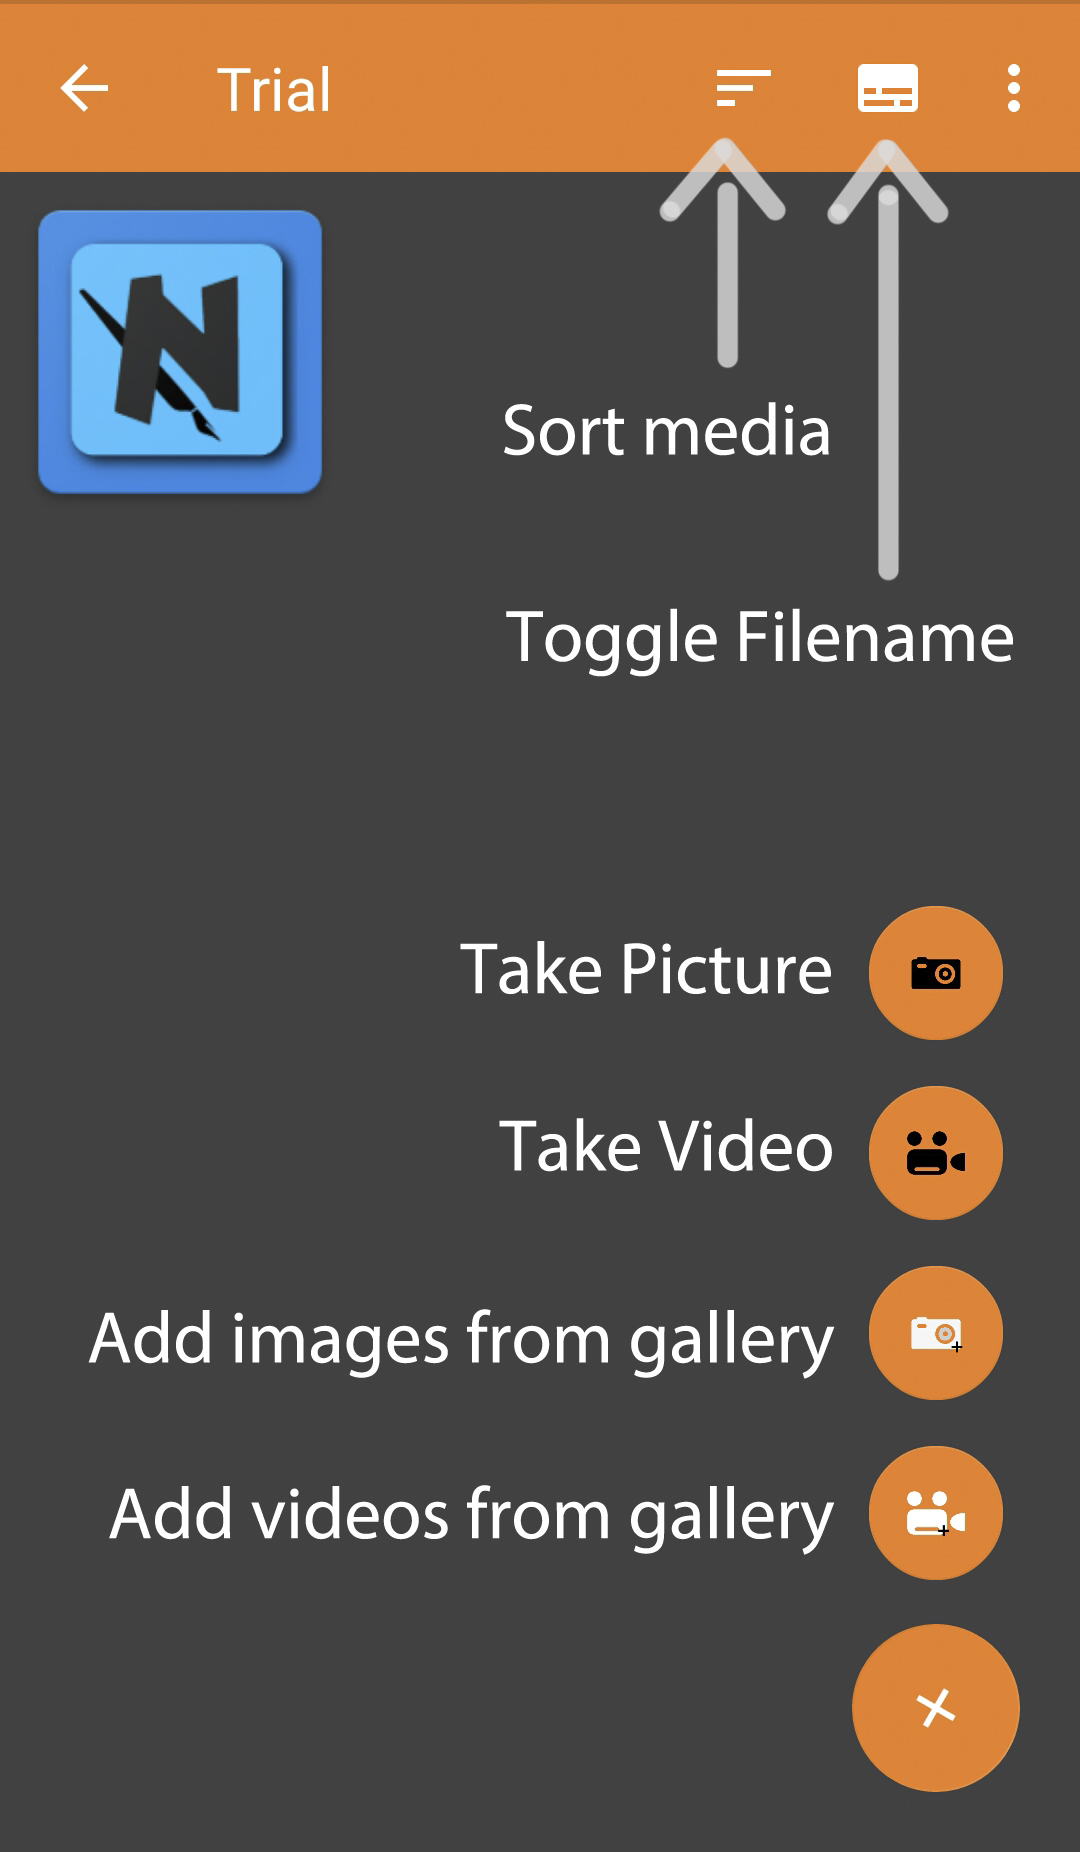 Trial
N
Sort media
Toggle Filename
Take Picture
Take Video
Add images from gallery
Add videos from gallery